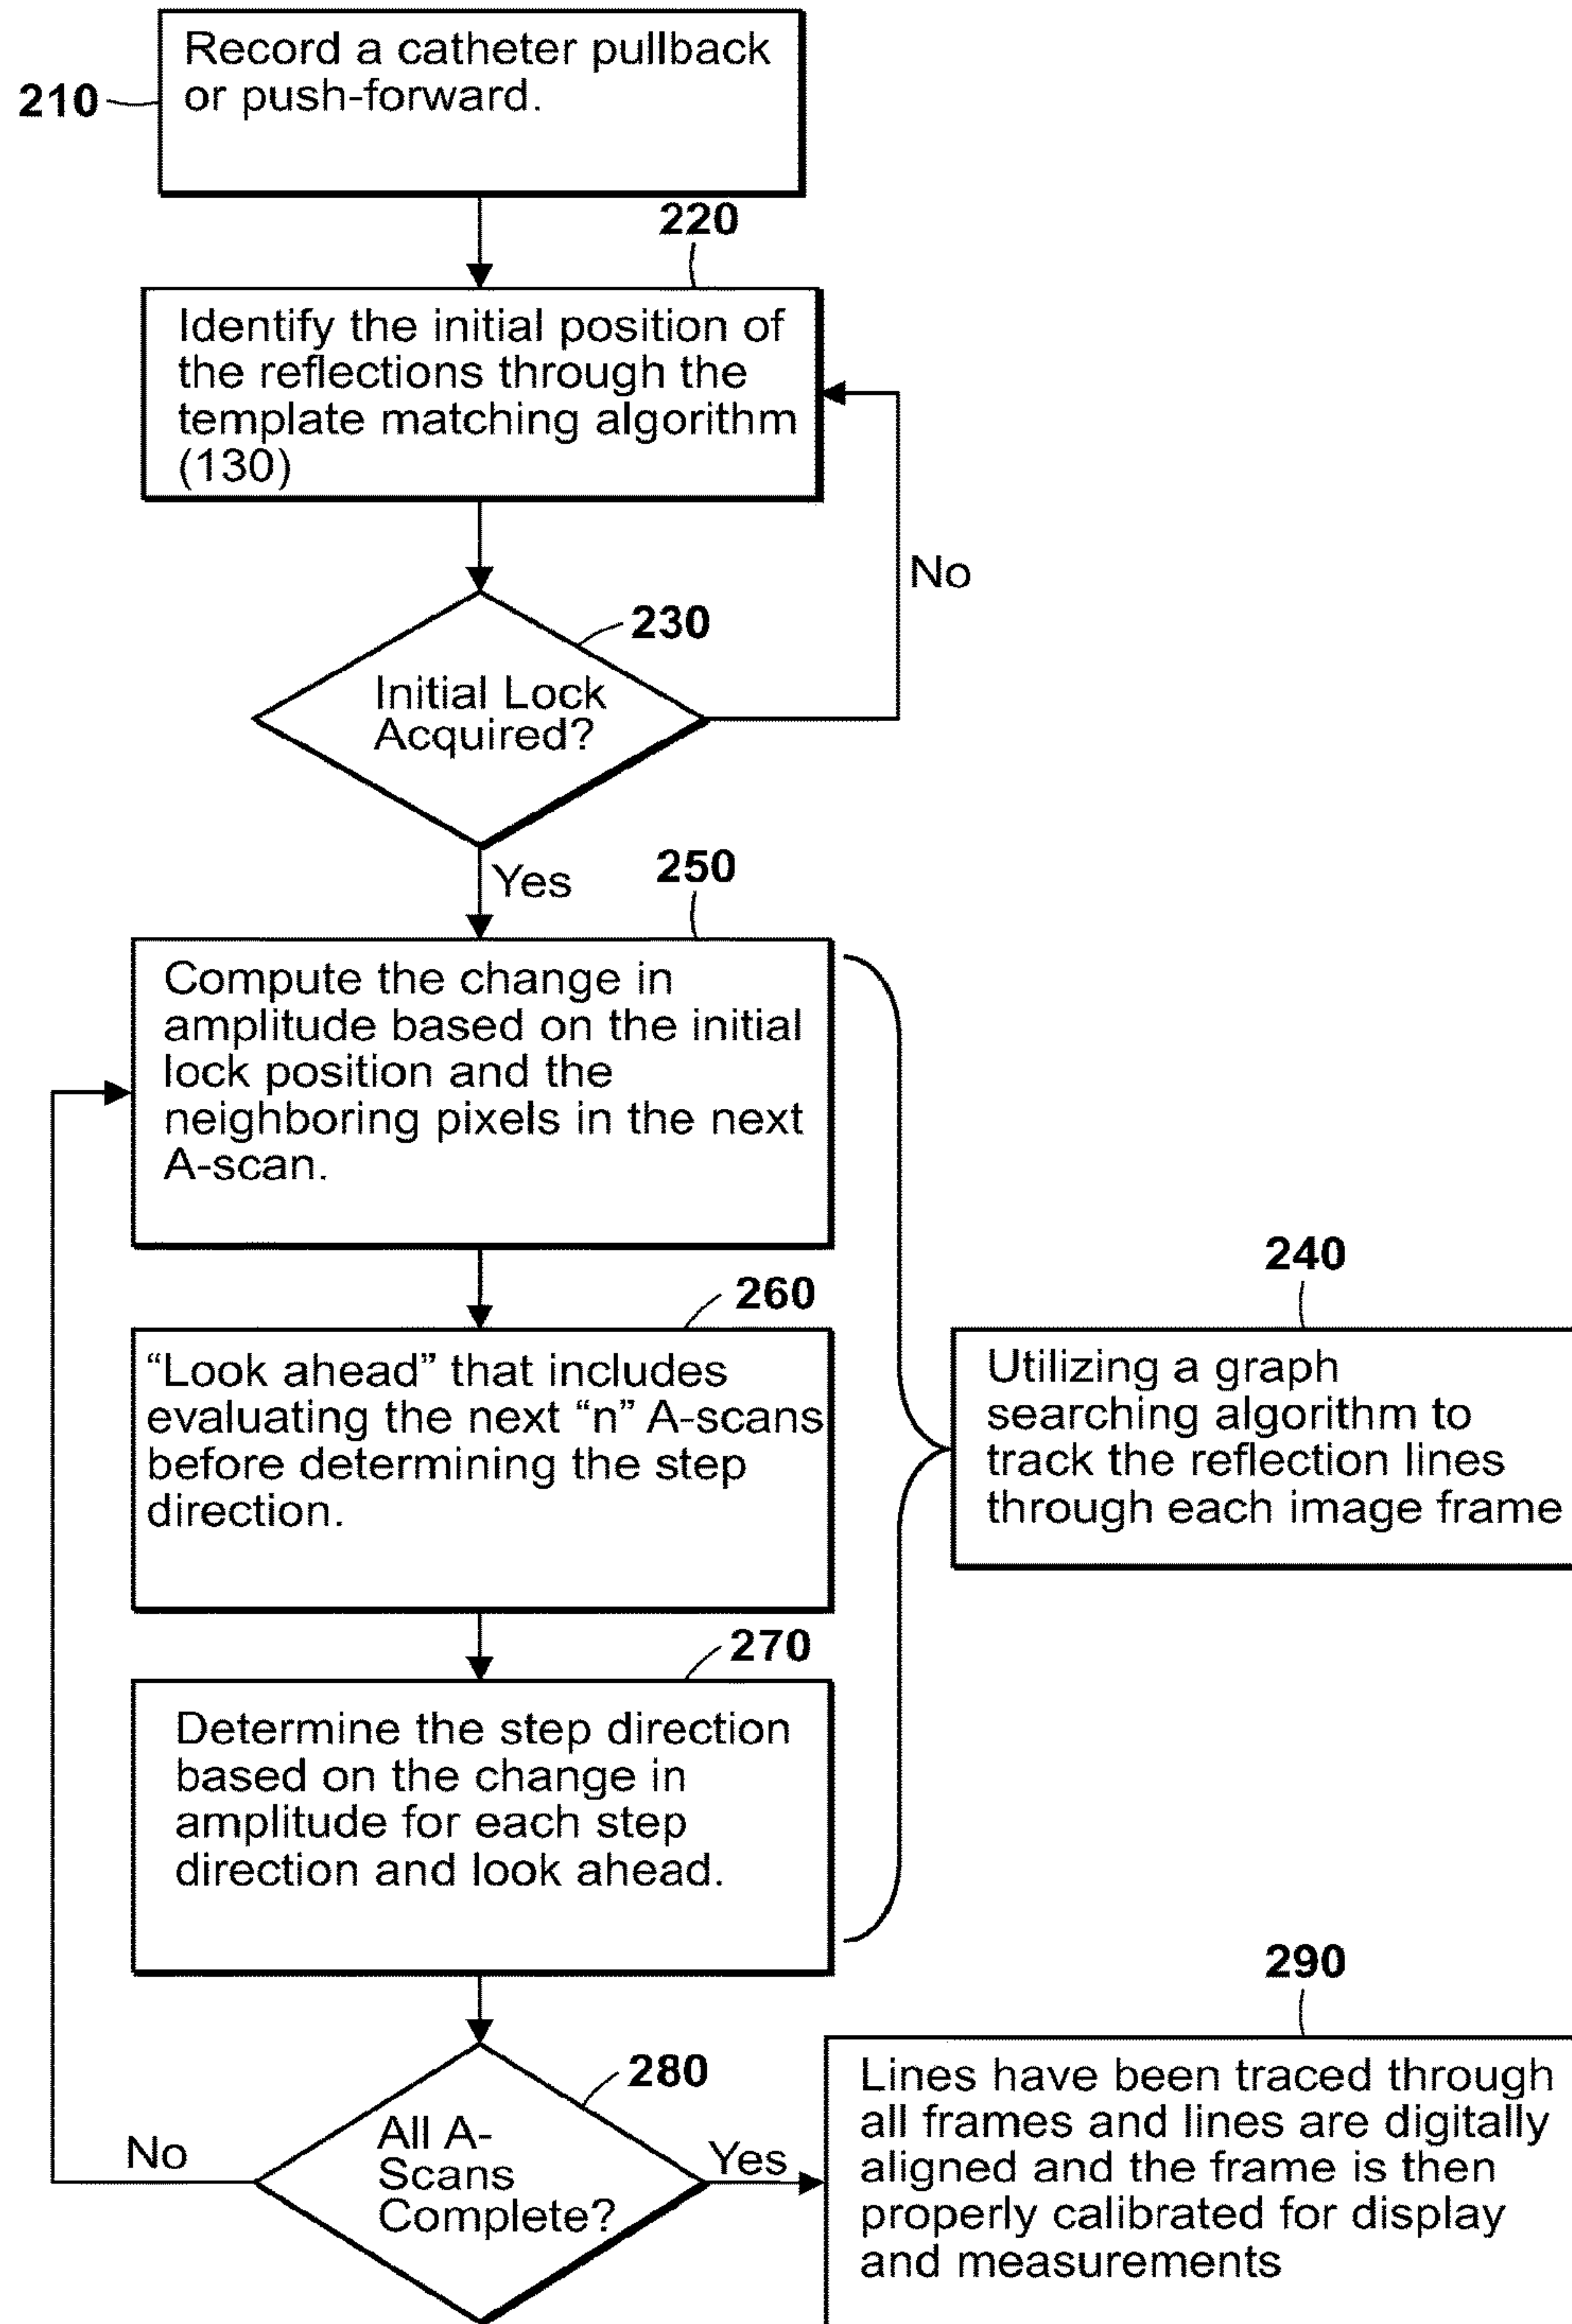 Record a catheter pullback
or push-forward.
210
220
Identify the initial position of
the reflections through the
template matching algorithm
(130)
No
230
Initial Lock
Acquired?
Yes
250
Compute the change in
amplitude based on the initial
lock position and the
neighboring pixels in the next
A-scan.
240
Utilizing a graph
searching algorithm to
track the reflection lines
through each image frame
260
“Look ahead” that includes
evaluating the next “n” A-scans
before determining the step
direction.
270
Determine the step direction
based on the change in
amplitude for each step
direction and look ahead.
280
All A-
Scans
Complete?
No
Yes
290
Lines have been traced through
all frames and lines are digitally
aligned and the frame is then
properly calibrated for display
and measurements